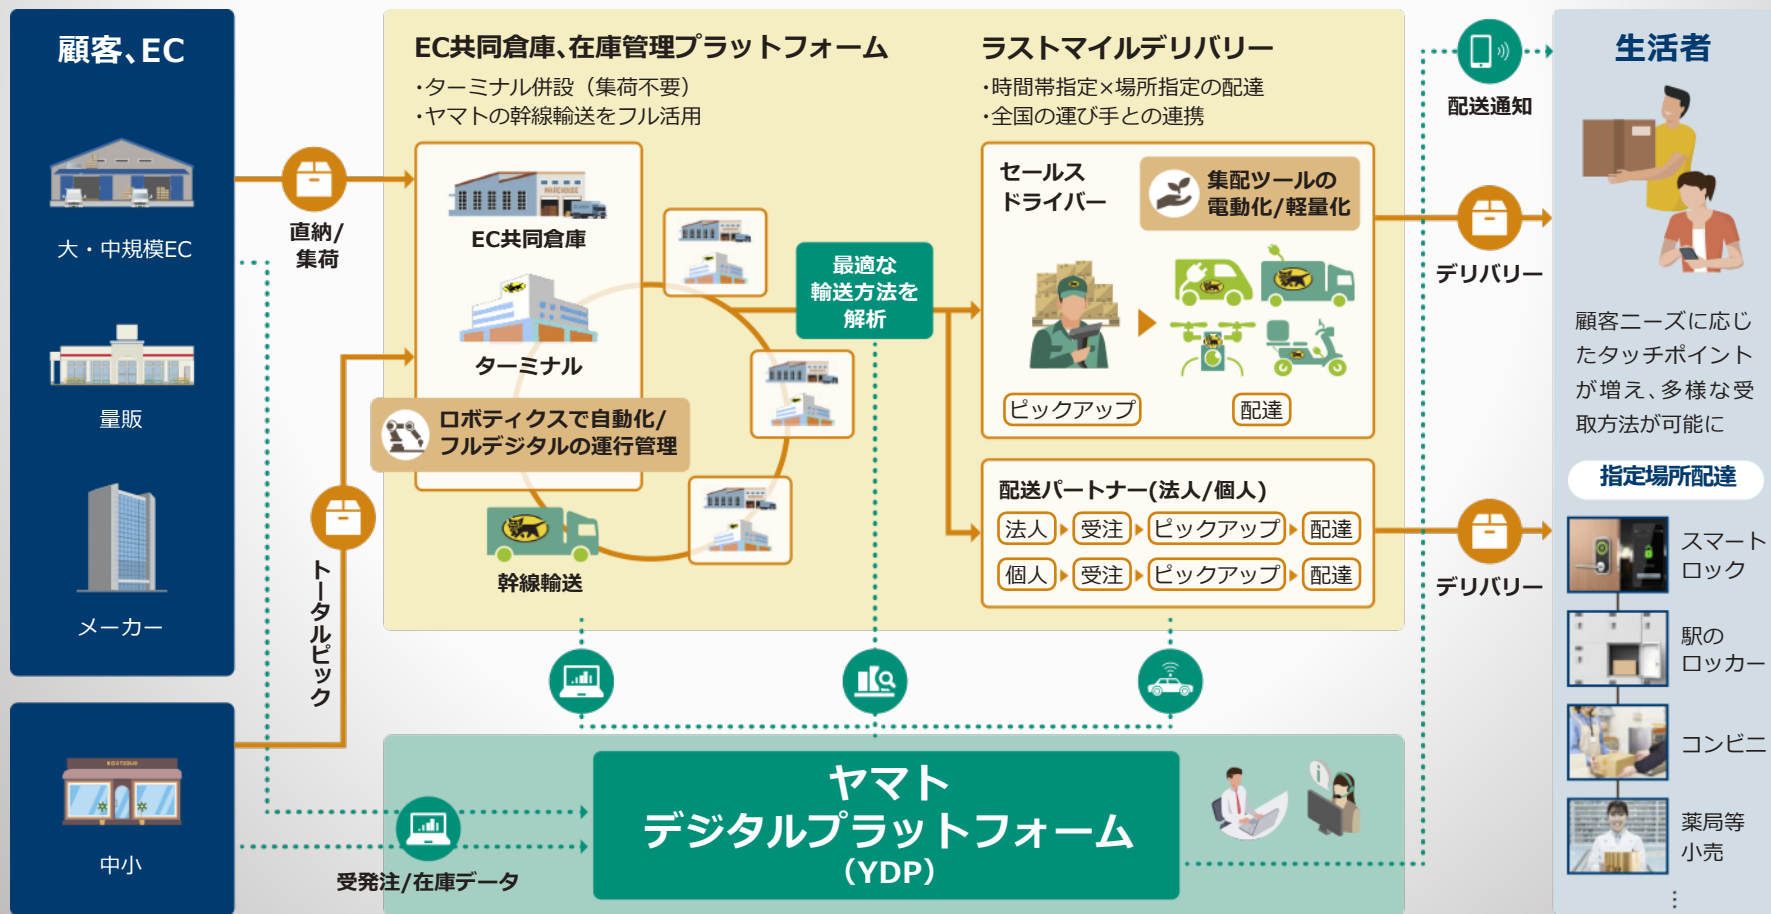 顧客、EC
大・中規模EC
量販
メーカー
中小
直納/
集荷
トータルピック
EC共同倉庫、在庫管理プラットフォーム
・ターミナル併設（集荷不要）
・ヤマトの幹線輸送をフル活用
WAREHOUSE
EC共同倉庫
ターミナル
ロボティクスで自動化/
フルデジタルの運行管理
幹線輸送
最適な
輸送方法を
解析
ラストマイルデリバリー
・時間帯指定×場所指定の配達
・全国の運び手との連携
セールス
ドライバー
集配ツールの
電動化/軽量化
ピックアップ
配達
配送パートナー(法人/個人)
法人 受注 ピックアップ 配達
個人 受注 ピックアップ 配達
配送通知
デリバリー
デリバリー
生活者
顧客ニーズに応じ
たタッチポイント
が増え、多様な受
取方法が可能に
指定場所配達
スマート
ロック
駅の
ロッカー
コンビニ
薬局等
小売
⋮
受発注/在庫データ
ヤマト
デジタルプラットフォーム
（YDP）